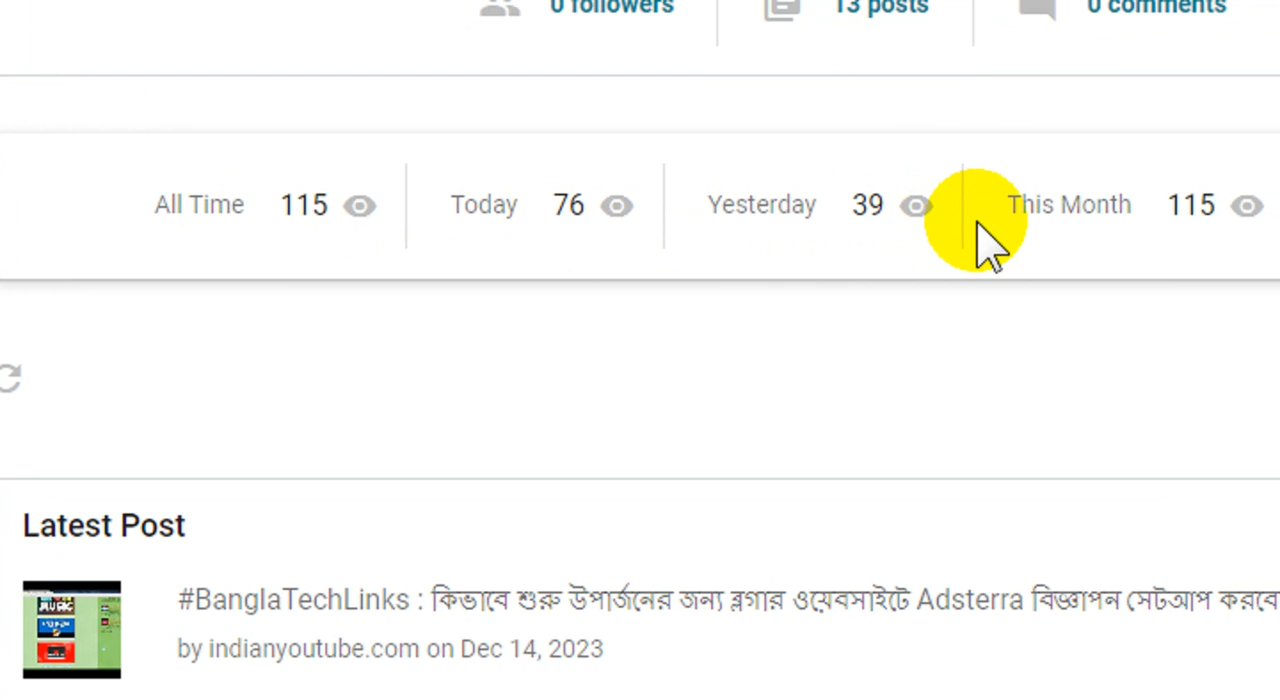 0 followers 13 posts 0 comments
All Time 115 Today 76 Yesterday 39 This Month 115
Latest Post
#BanglaTechLinks : কিভাবে শুরু উপার্জনের জন্য ব্লগার ওয়েবসাইটে Adsterra বিজ্ঞাপন সেটআপ করবে
by indianyoutube.com on Dec 14, 2023